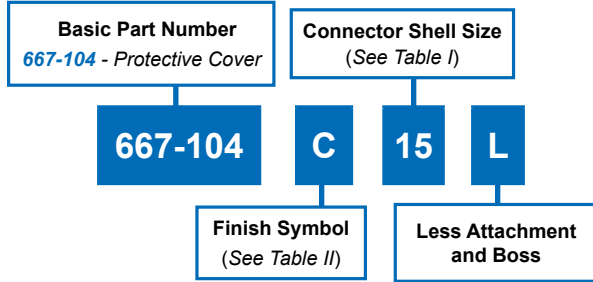 Basic Part Number
667-104 - Protective Cover
Connector Shell Size
(See Table I)
667-104 C 15 L
Finish Symbol
(See Table II)
Less Attachment
and Boss